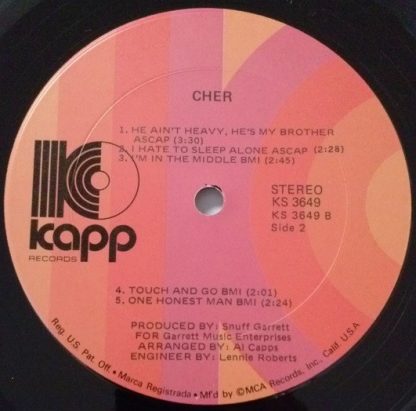 CHER
1. HE AIN'T HEAVY, HE'S MY BROTHER
ASCAP (3:30)
2. I HATE TO SLEEP ALONE ASCAP (2:28)
3. I'M IN THE MIDDLE BMI (2:45)
STEREO
KS 3649
KS 3649 B
Side 2
K
kapp
RECORDS
4. TOUCH AND GO BMI (2:01)
5. ONE HONEST MAN BMI (2:24)
PRODUCED BY: Snuff Garrett
FOR Garrett Music Enterprises
ARRANGED BY: Al Capps
ENGINEER BY: Lennie Roberts
Reg. U.S. Pat. Off. • Marca Registrada • Mf'd by ©MCA Records, Inc., Calif. U.S.A